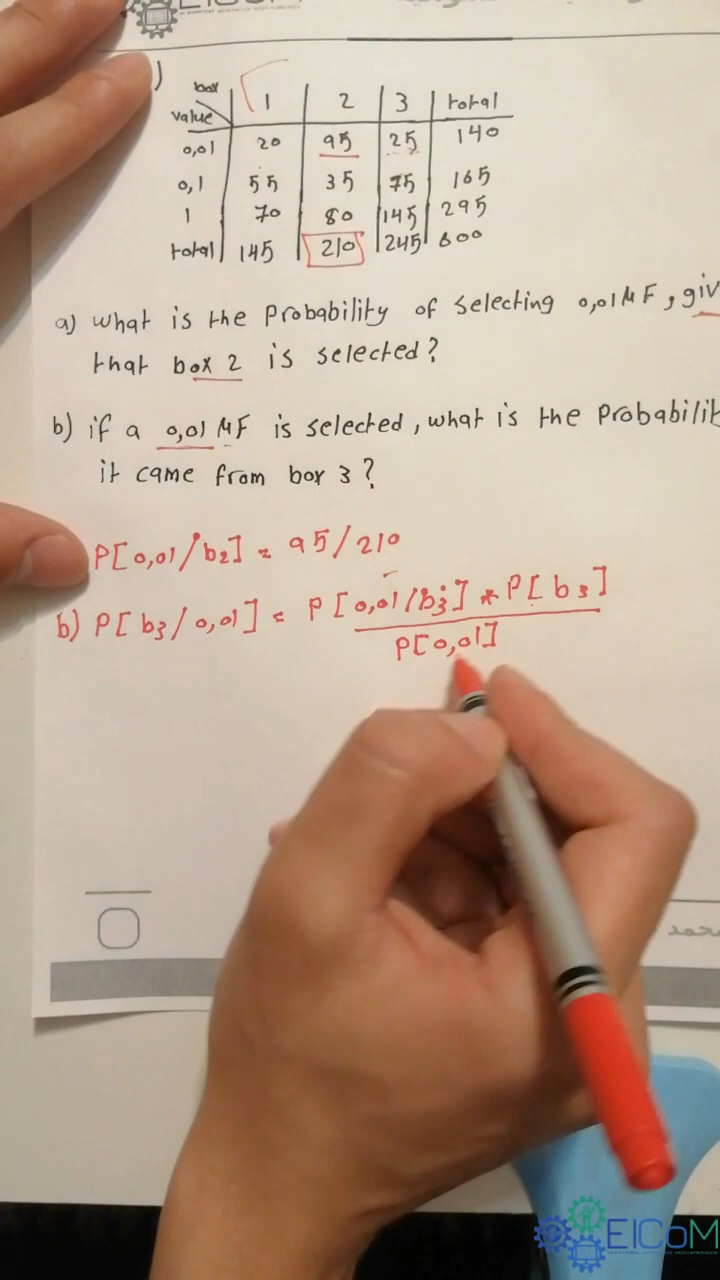 box
value 1 2 3 total
0,01 20 95 25 140
0,1 55 35 75 165
1 70 80 145 295
total 145 210 245 600
a) what is the probability of selecting 0,01 MF, giv
that box 2 is selected?
b) if a 0,01 MF is selected, what is the probabilit
it came from box 3?
P[0,01/b2] = 95/210
b) P[b3/0,01] = P[0,01/b3] * P[b3]
P[0,01]
ElCoM